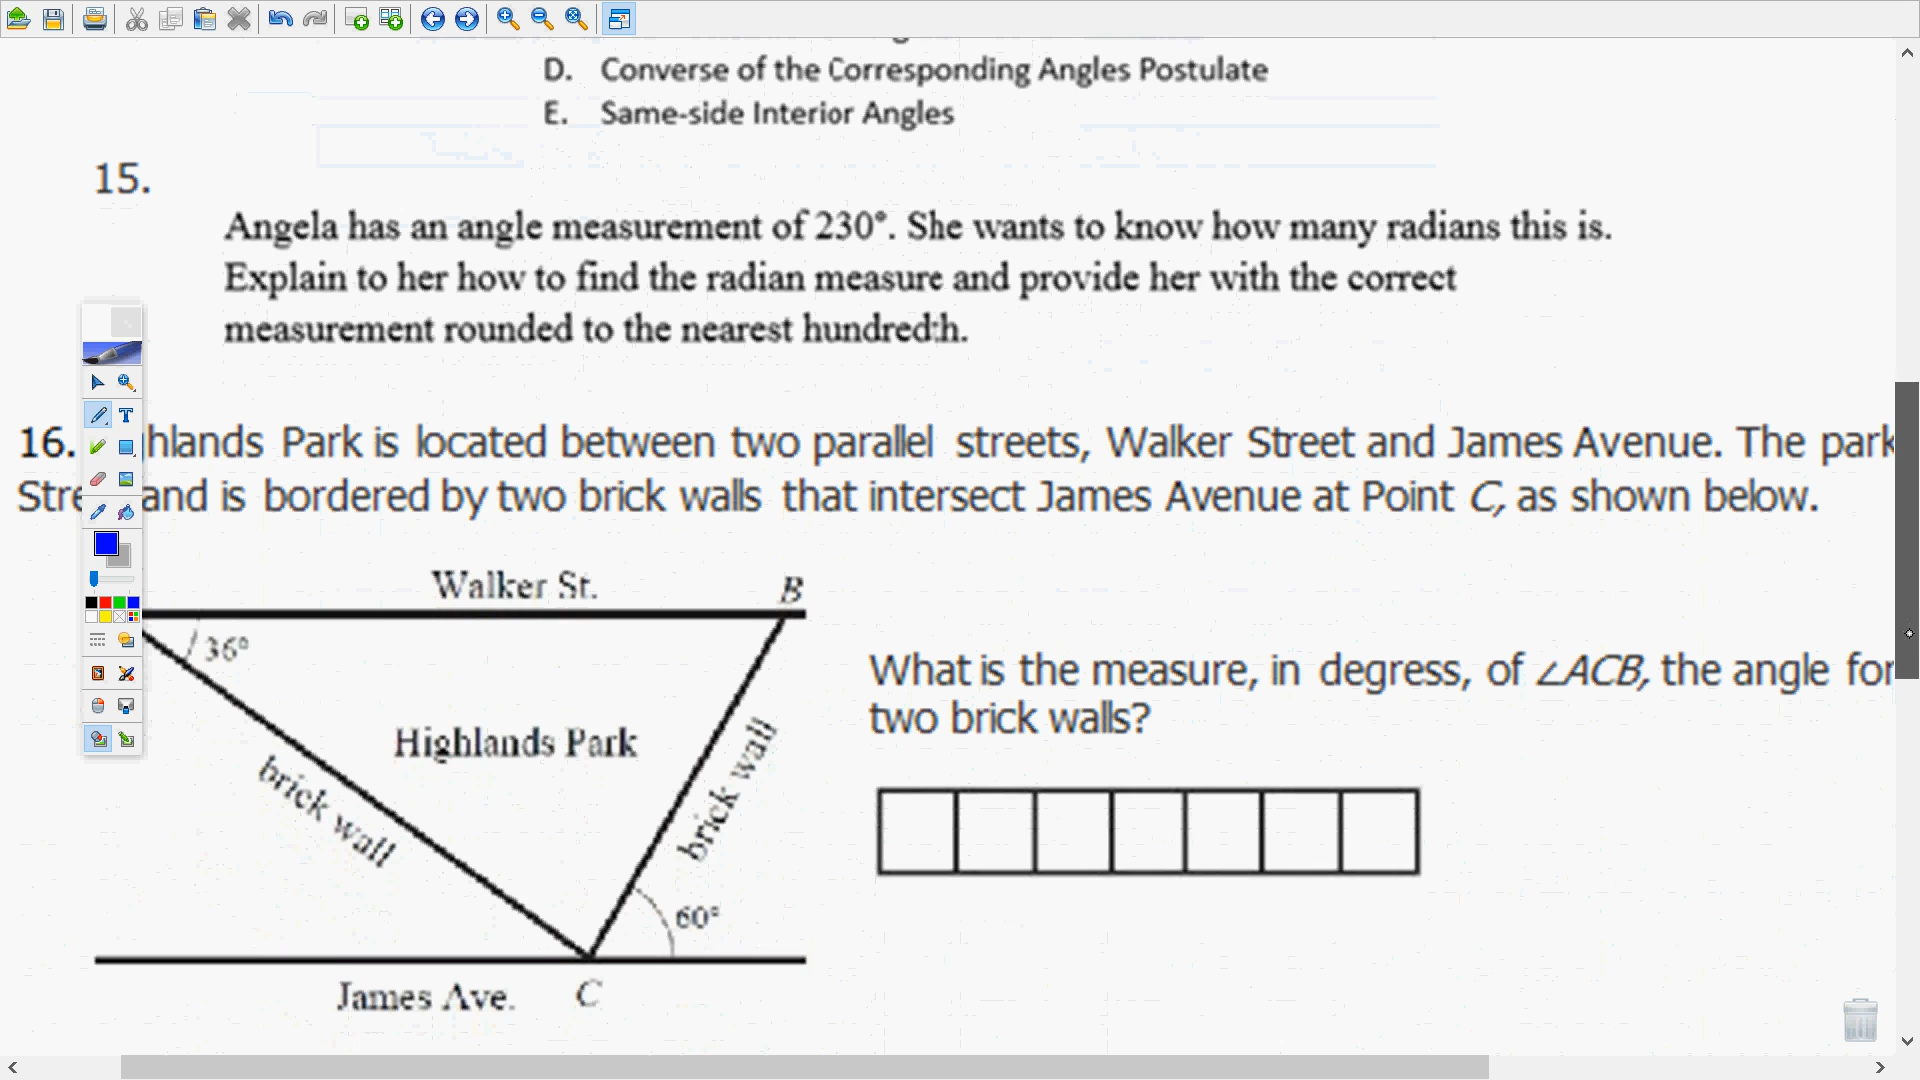 D. Converse of the Corresponding Angles Postulate
E. Same-side Interior Angles
15.
Angela has an angle measurement of 230°. She wants to know how many radians this is.
Explain to her how to find the radian measure and provide her with the correct
measurement rounded to the nearest hundredth.
16. hlands Park is located between two parallel streets, Walker Street and James Avenue. The park
Stre and is bordered by two brick walls that intersect James Avenue at Point C, as shown below.
Walker St. B
36°
What is the measure, in degress, of ∠ACB, the angle for
two brick walls?
Highlands Park
brick wall
brick wall
60°
James Ave. C
T